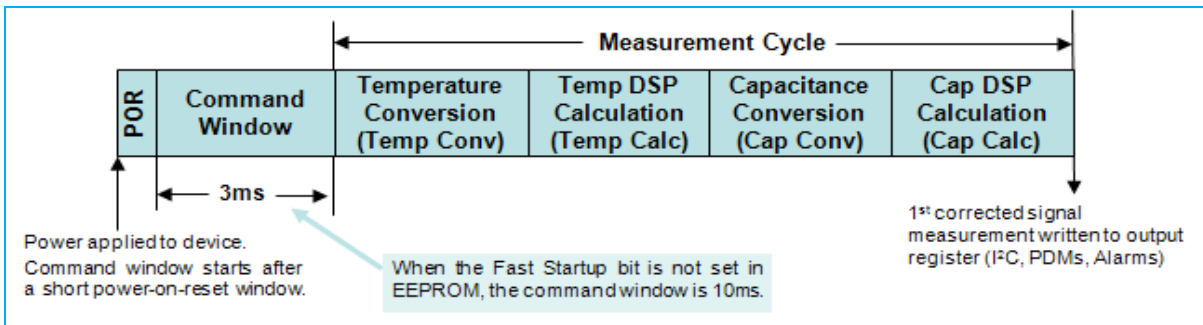 Measurement Cycle
POR
Command
Window
Temperature
Conversion
(Temp Conv)
Temp DSP
Calculation
(Temp Calc)
Capacitance
Conversion
(Cap Conv)
Cap DSP
Calculation
(Cap Calc)
3ms
Power applied to device.
Command window starts after
a short power-on-reset window.
When the Fast Startup bit is not set in
EEPROM, the command window is 10ms.
1st corrected signal
measurement written to output
register (I²C, PDMs, Alarms)